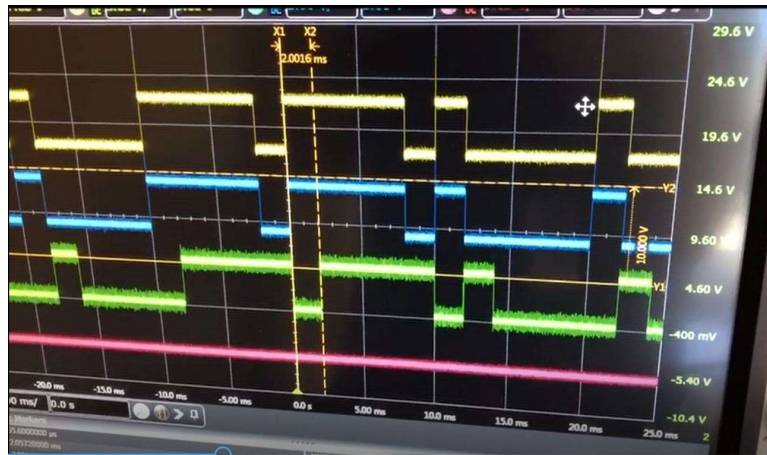 X1 X2
29.6 V
2.0016 ms
24.6 V
19.6 V
14.6 V
Y2
9.60
10.000 V
4.60 V
Y1
-400 mV
-5.40 V
-10.4 V
-20.0 ms -15.0 ms -10.0 ms -5.00 ms 0.0 s 5.00 ms 10.0 ms 15.0 ms 20.0 ms 25.0 ms 2
ms/ 0.0 s
Markers